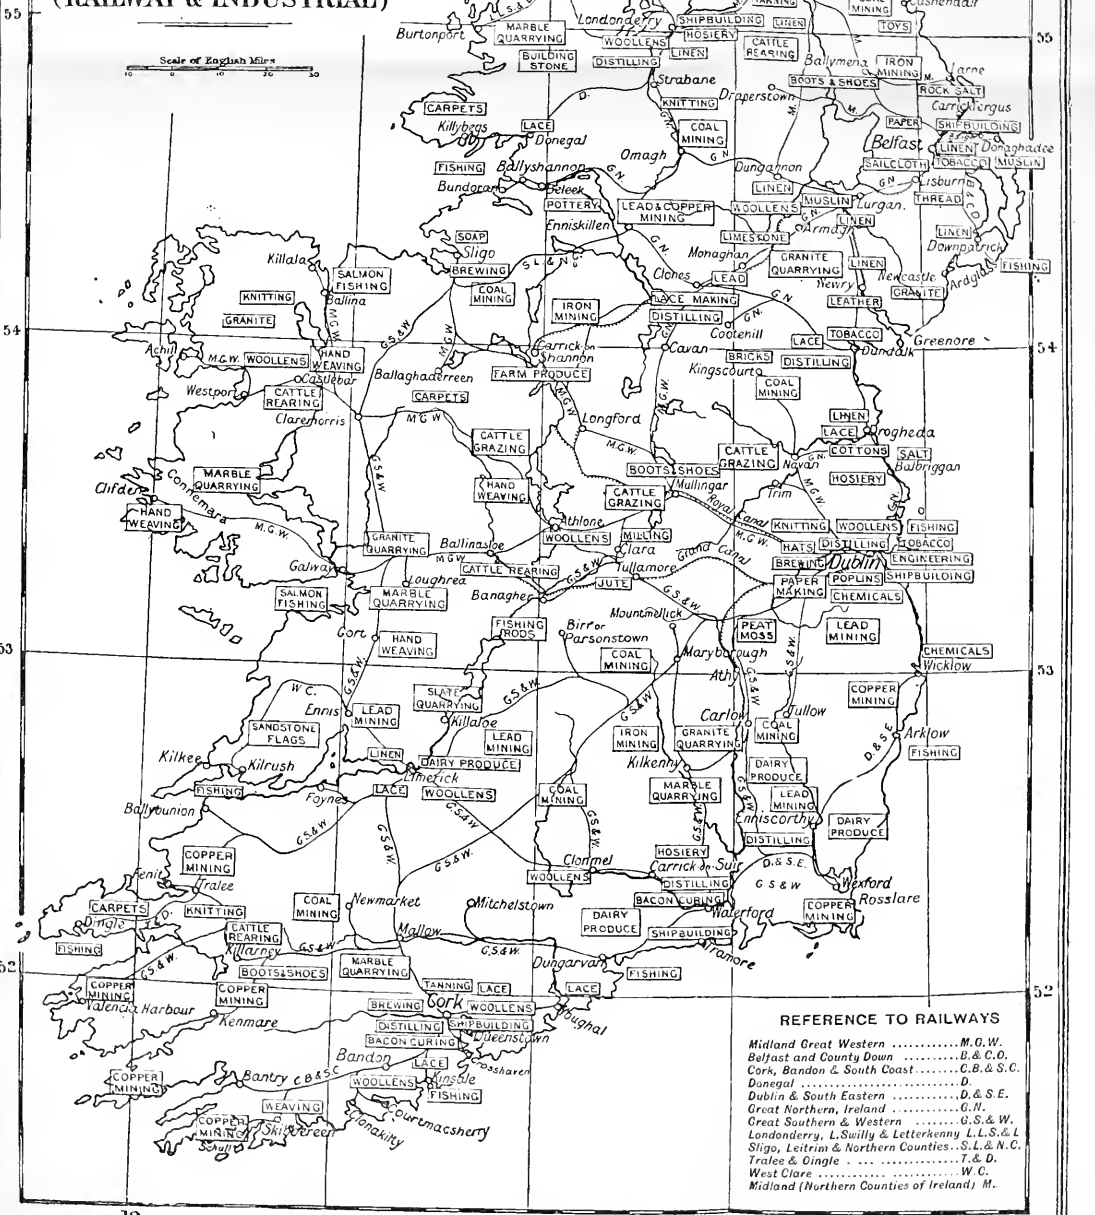 (RAILWAY & INDUSTRIAL)
Scale of English Miles
10 0 10 20 30
55
55
Burtonport
MARBLE QUARRYING
BUILDING STONE
Londonderry
SHIPBUILDING
LINEN
HOSIERY
WOOLLENS
LINEN
DISTILLING
CATTLE REARING
MINING
TOYS
Cushendall
Ballymena
IRON MINING
Larne
BOOTS & SHOES
ROCK SALT
Strabane
Draperstown
Carrickfergus
KNITTING
CARPETS
Killybegs
LACE
Donegal
COAL MINING
PAPER
SHIPBUILDING
Belfast
LINEN
Donaghadee
Omagh
SAILCLOTH
TOBACCO
MUSLIN
FISHING
Ballyshannon
Dungannon
Bundoran
Beleek
LINEN
Lisburn
POTTERY
LEAD & COPPER MINING
WOOLLENS
MUSLIN
Lurgan.
THREAD
Enniskillen
LINEN
Armagh
LINEN
SOAP
Sligo
LIMESTONE
Downpatrick
Killala
Monaghan
GRANITE QUARRYING
LINEN
FISHING
SALMON FISHING
BREWING
S L & N C.
Clones
LEAD
Newcastle
Ardglass
KNITTING
Ballina
COAL MINING
Newry
GRANITE
LACE MAKING
LEATHER
GRANITE
IRON MINING
DISTILLING
54
Cootehill
TOBACCO
Greenore
54
Achill
M.G.W.
WOOLLENS
HAND WEAVING
Carrick on Shannon
Cavan
LACE
Dundalk
BRICKS
DISTILLING
Castlebar
Ballaghaderreen
FARM PRODUCE
Kingscourt
Westport
CATTLE REARING
CARPETS
COAL MINING
Claremorris
M.G.W
Longford
LINEN
LACE
Drogheda
CATTLE GRAZING
M.G.W.
CATTLE GRAZING
COTTONS
SALT
Navan
Balbriggan
MARBLE QUARRYING
BOOTS & SHOES
HOSIERY
Clifden
Connemara
HAND WEAVING
Mullingar
Trim
CATTLE GRAZING
Royal Canal
HAND WEAVING
M.G.W.
Athlone
KNITTING
WOOLLENS
FISHING
GRANITE QUARRYING
Ballinasloe
WOOLLENS
MILLING
Clara
HATS
DISTILLING
TOBACCO
Grand Canal
Galway
CATTLE REARING
Tullamore
BREWING
Dublin
ENGINEERING
Loughrea
JUTE
PAPER MAKING
POPLINS
SHIPBUILDING
SALMON FISHING
MARBLE QUARRYING
Banagher
CHEMICALS
Mountmellick
FISHING RODS
Birr or Parsonstown
PEAT MOSS
LEAD MINING
Gort
HAND WEAVING
COAL MINING
Maryborough
CHEMICALS
53
53
Wicklow
Athy
W C.
SLATE QUARRYING
G.S&W.
COPPER MINING
Ennis
LEAD MINING
Killaloe
Carlow
Tullow
SANDSTONE FLAGS
LEAD MINING
IRON MINING
GRANITE QUARRYING
COAL MINING
Arklow
D.& S.E
FISHING
Kilkee
Kilrush
LINEN
DAIRY PRODUCE
Kilkenny
DAIRY PRODUCE
Limerick
FISHING
Foynes
LACE
WOOLLENS
COAL MINING
MARBLE QUARRYING
LEAD MINING
Ballybunion
Enniscorthy
DAIRY PRODUCE
DISTILLING
COPPER MINING
HOSIERY
Clonmel
Carrick-on-Suir
D.& S.E.
Fenit
Tralee
WOOLLENS
DISTILLING
G S & W
Wexford
Rosslare
BACON CURING
CARPETS
KNITTING
COAL MINING
Newmarket
Mitchelstown
DAIRY PRODUCE
Waterford
COPPER MINING
Dingle
CATTLE REARING
Mallow
SHIPBUILDING
FISHING
Killarney
Tramore
BOOTS & SHOES
MARBLE QUARRYING
Dungarvan
FISHING
52
52
COPPER MINING
COPPER MINING
TANNING
LACE
LACE
Valencia Harbour
BREWING
Cork
WOOLLENS
Youghal
Kenmare
DISTILLING
SHIPBUILDING
BACON CURING
Queenstown
Bandon
LACE
Crosshaven
COPPER MINING
Bantry
C B & S C
WOOLLENS
Kinsale
FISHING
WEAVING
COPPER MINING
Skibbereen
Courtmacsherry
Schull
Clonakilty
REFERENCE TO RAILWAYS
Midland Great Western ........... M.G.W.
Belfast and County Down ......... B.& C.D.
Cork, Bandon & South Coast....... C.B.& S.C.
Donegal ......................... D.
Dublin & South Eastern .......... D.& S.E.
Great Northern, Ireland ......... G.N.
Great Southern & Western ....... G.S.& W.
Londonderry, L.Swilly & Letterkenny L.L.S.& L
Sligo, Leitrim & Northern Counties.. S.L.& N.C.
Tralee & Dingle . ... ............ T.& D.
West Clare ... .................. W.C.
Midland (Northern Counties of Ireland) M..